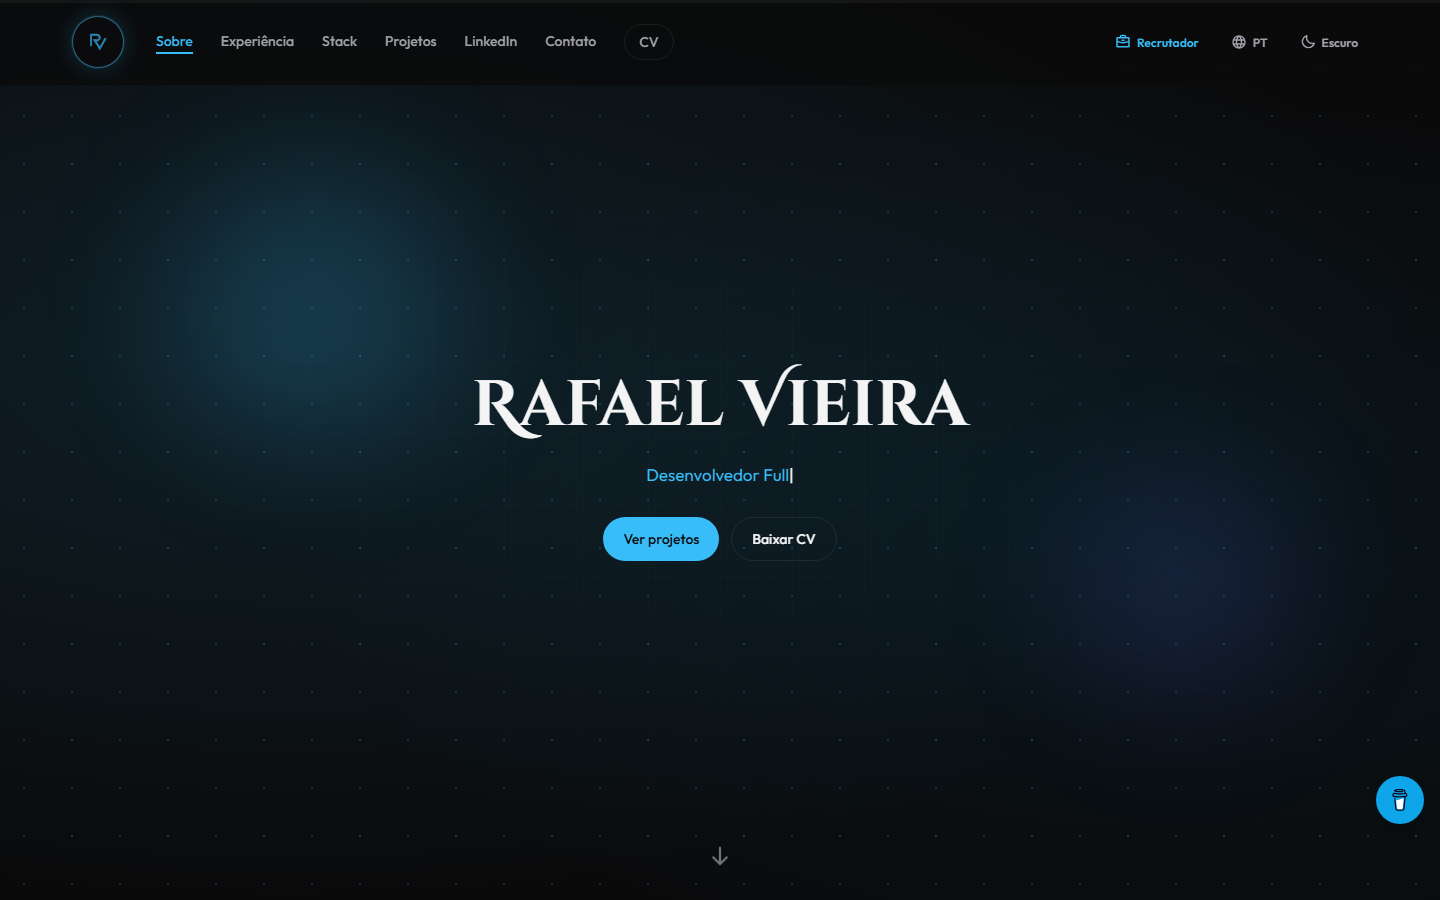 RV
Sobre
Experiência
Stack
Projetos
LinkedIn
Contato
CV
Recrutador
PT
Escuro
RAFAEL VIEIRA
Desenvolvedor Full
Ver projetos
Baixar CV